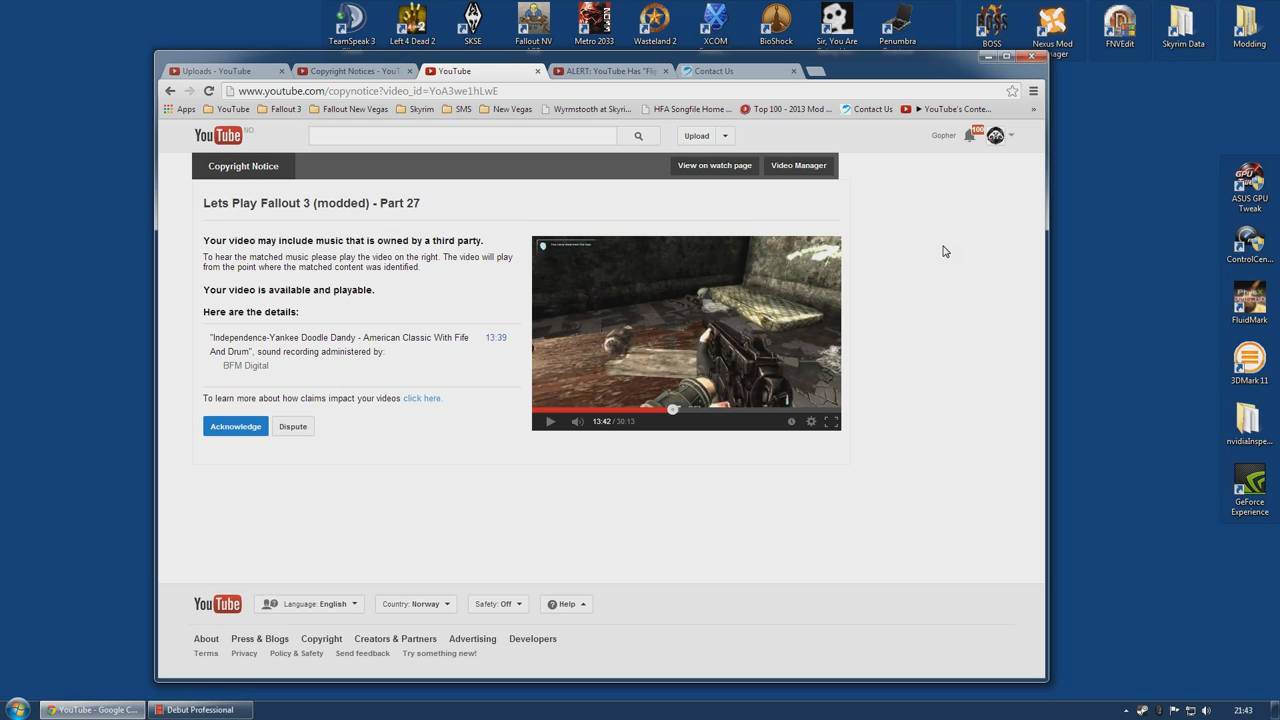 TeamSpeak 3
Left 4 Dead 2
SKSE
Fallout NV
Metro 2033
Wasteland 2
XCOM
BioShock
Sir, You Are
Penumbra
BOSS
Nexus Mod
FNVEdit
Skyrim Data
Modding
Uploads - YouTube
Copyright Notices - YouT
YouTube
ALERT: YouTube Has "Fli
Contact Us
www.youtube.com/copynotice?video_id=YoA3we1hLwE
Apps
YouTube
Fallout 3
Fallout New Vegas
Skyrim
SMS
New Vegas
Wyrmstooth at Skyri...
HFA Songfile Home ...
Top 100 - 2013 Mod ...
Contact Us
► YouTube's Conte...
»
YouTube NO
Upload
Gopher
100
Copyright Notice
View on watch page
Video Manager
Lets Play Fallout 3 (modded) - Part 27
Your video may include music that is owned by a third party.
To hear the matched music please play the video on the right. The video will play
from the point where the matched content was identified.
Your video is available and playable.
Here are the details:
"Independence-Yankee Doodle Dandy - American Classic With Fife
13:39
And Drum", sound recording administered by:
BFM Digital
To learn more about how claims impact your videos click here.
Acknowledge
Dispute
13:42 / 30:13
YouTube
Language: English
Country: Norway
Safety: Off
Help
About
Press & Blogs
Copyright
Creators & Partners
Advertising
Developers
Terms
Privacy
Policy & Safety
Send feedback
Try something new!
ASUS GPU
Tweak
ControlCen...
FluidMark
3DMark 11
nvidiaInspe...
GeForce
Experience
YouTube - Google C...
Debut Professional
21:43